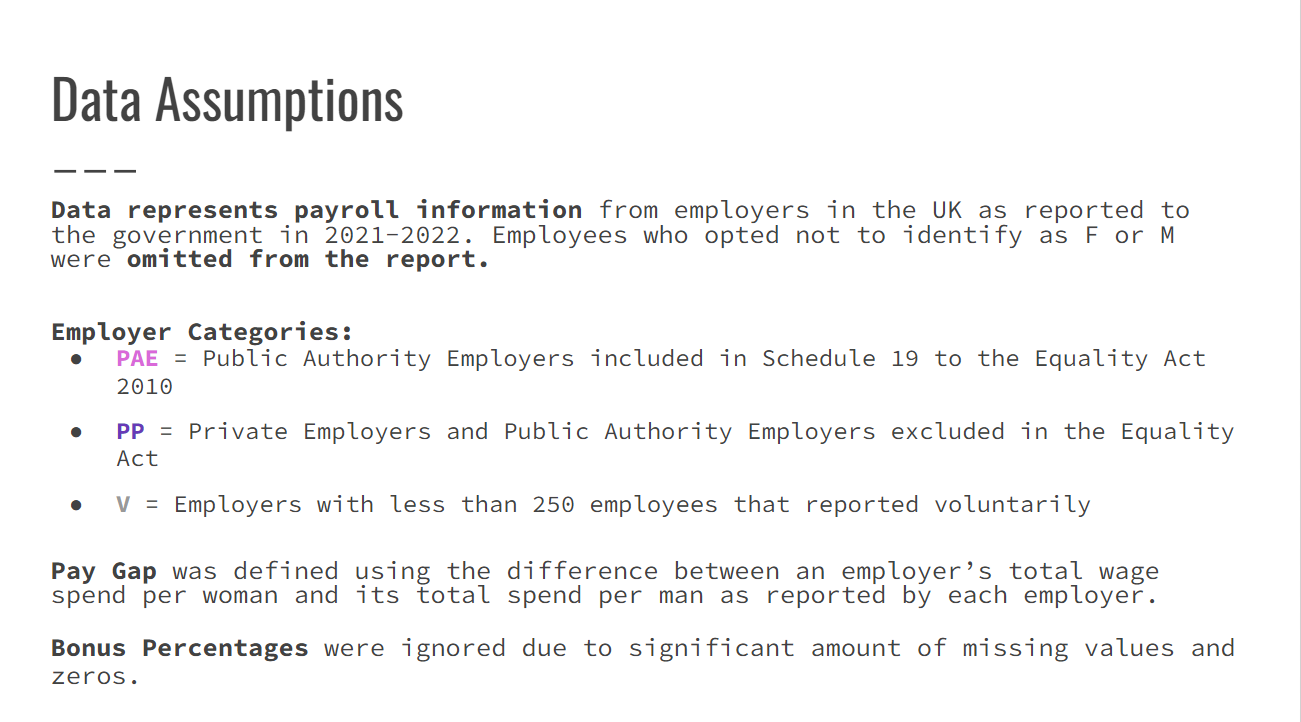 Data Assumptions
Data represents payroll information from employers in the UK as reported to
the government in 2021-2022. Employees who opted not to identify as F or M
were omitted from the report.
Employer Categories:
● PAE = Public Authority Employers included in Schedule 19 to the Equality Act
2010
● PP = Private Employers and Public Authority Employers excluded in the Equality
Act
● V = Employers with less than 250 employees that reported voluntarily
Pay Gap was defined using the difference between an employer’s total wage
spend per woman and its total spend per man as reported by each employer.
Bonus Percentages were ignored due to significant amount of missing values and
zeros.